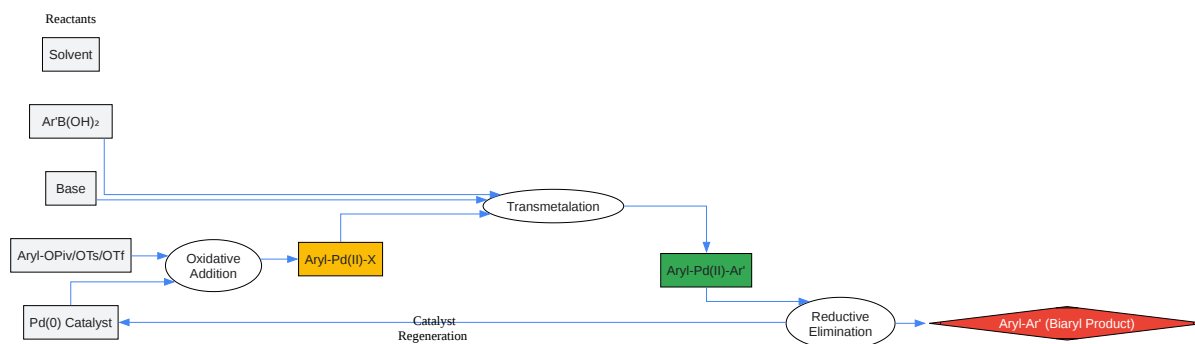 Reactants
Solvent
Ar'B(OH)₂
Base
Transmetalation
Aryl-OPiv/OTs/OTf
Oxidative
Addition
Aryl-Pd(II)-X
Aryl-Pd(II)-Ar'
Pd(0) Catalyst
Catalyst
Regeneration
Reductive
Elimination
Aryl-Ar' (Biaryl Product)